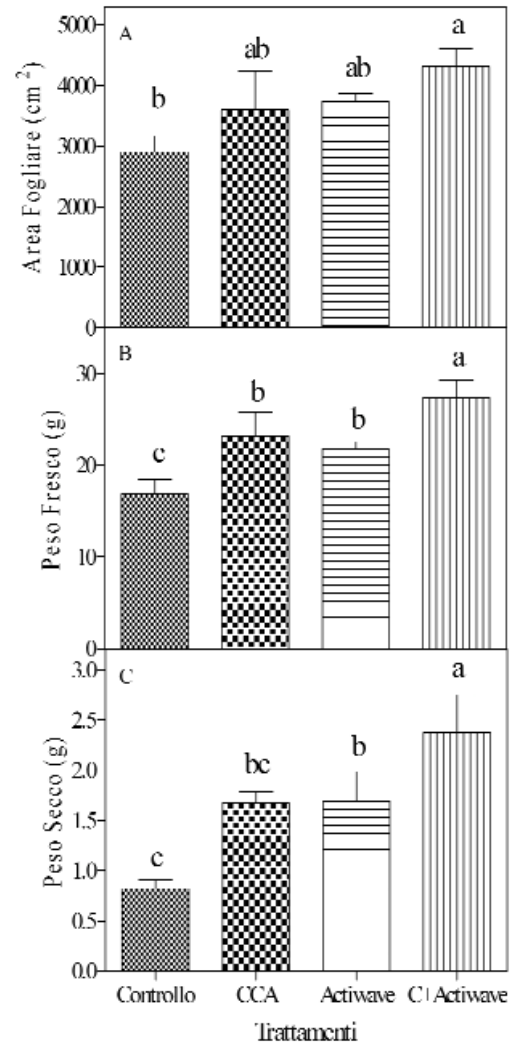 A
Area Fogliare (cm²)
5000
4000
3000
2000
1000
0
b
ab
ab
a
B
Peso Fresco (g)
30
20
10
0
c
b
b
a
C
Peso Secco (g)
3.0
2.5
2.0
1.5
1.0
0.5
0.0
c
bc
b
a
Controllo CCA Actiwave C+Actiwave
Trattamenti